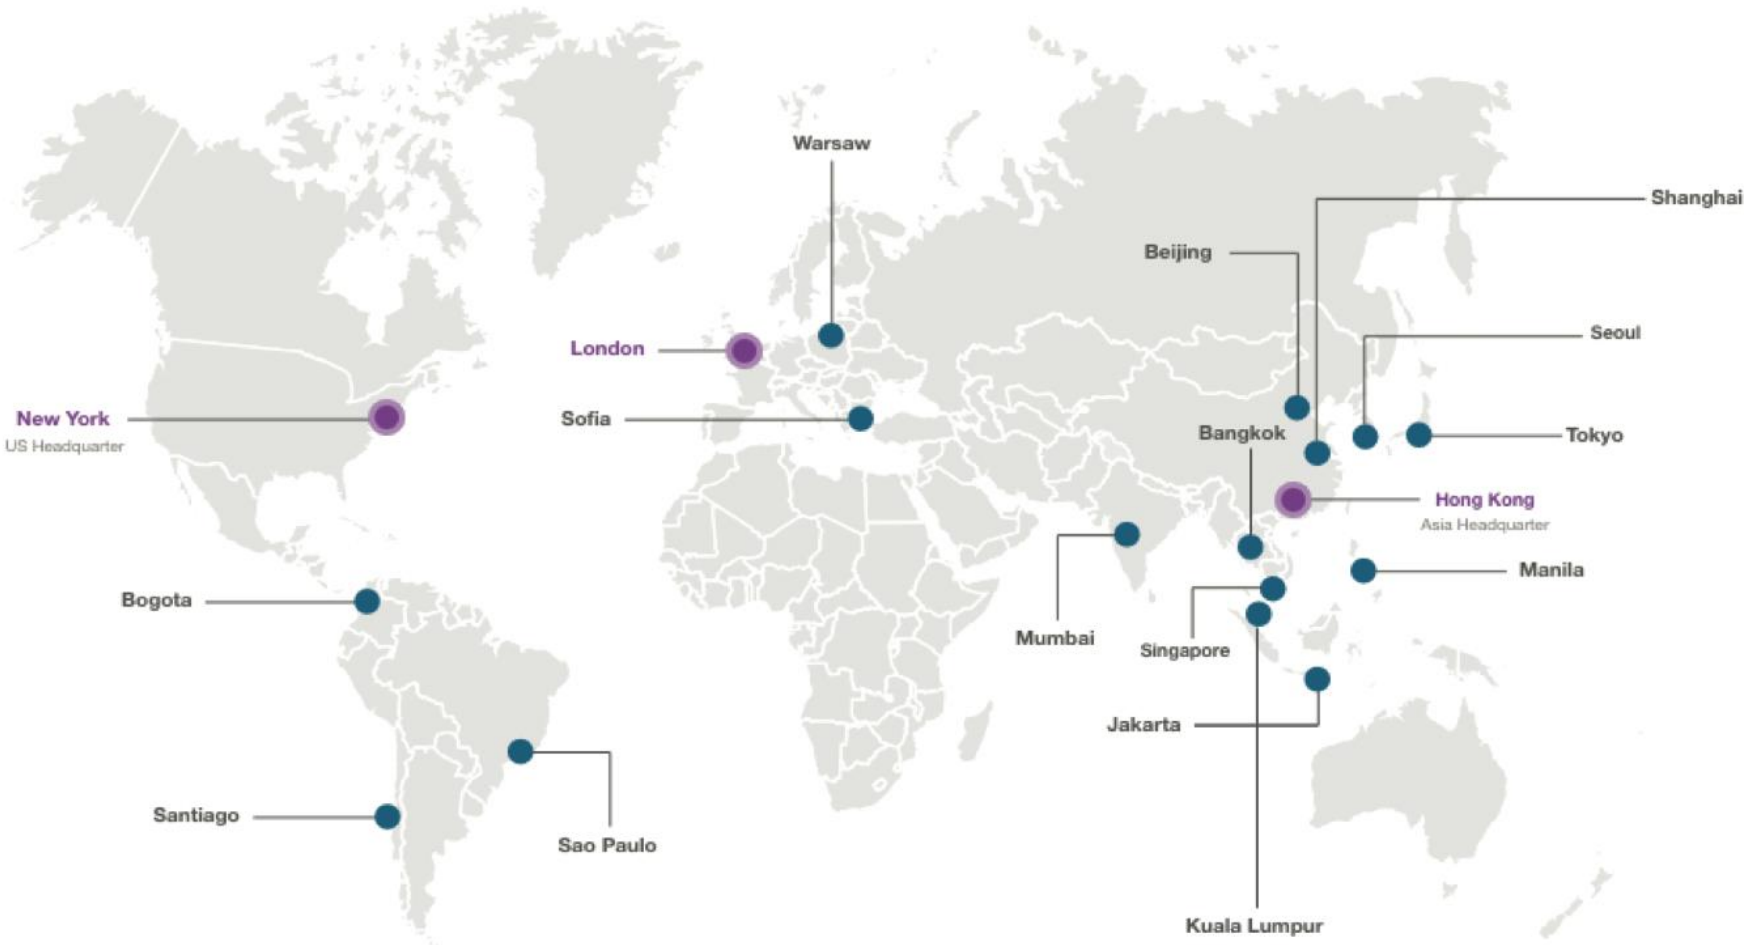 Warsaw
Shanghai
Beijing
Seoul
London
New York
US Headquarter
Sofia
Bangkok
Tokyo
Hong Kong
Asia Headquarter
Manila
Bogota
Mumbai
Singapore
Jakarta
Santiago
Sao Paulo
Kuala Lumpur